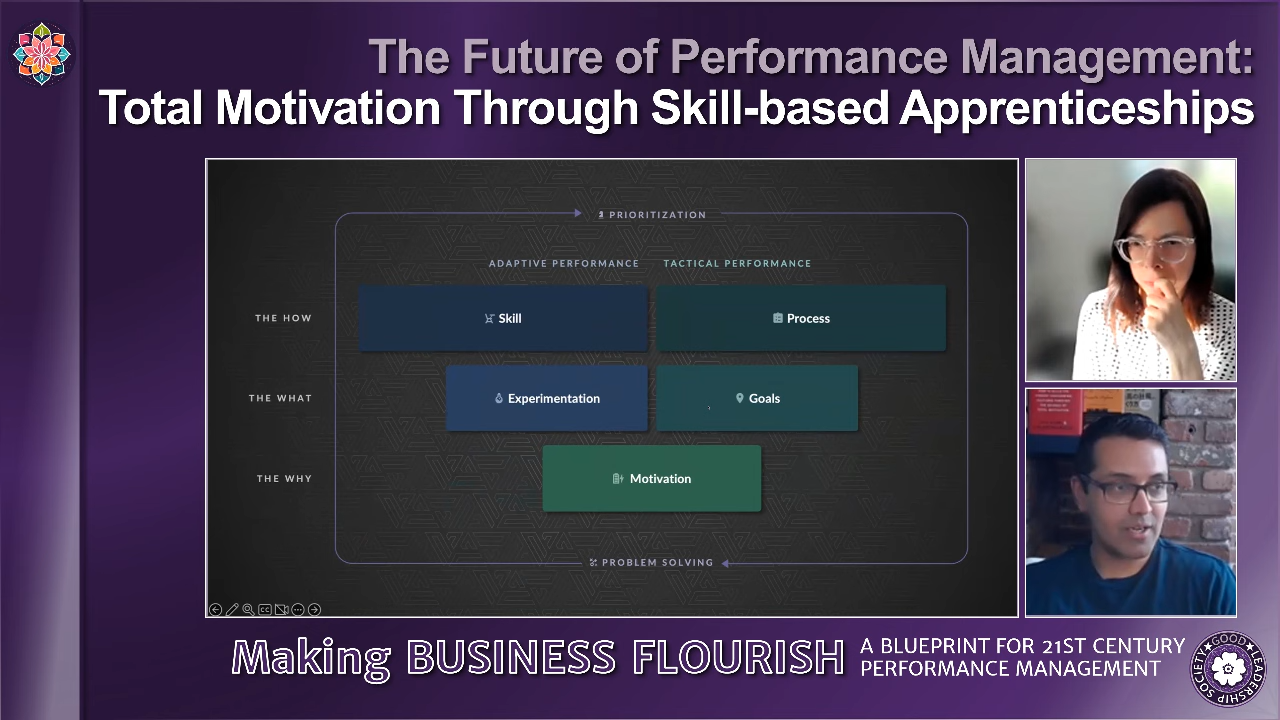 The Future of Performance Management:
Total Motivation Through Skill-based Apprenticeships
PRIORITIZATION
ADAPTIVE PERFORMANCE TACTICAL PERFORMANCE
THE HOW
Skill
Process
THE WHAT
Experimentation
Goals
THE WHY
Motivation
PROBLEM SOLVING
CC
Making BUSINESS FLOURISH
A BLUEPRINT FOR 21ST CENTURY
PERFORMANCE MANAGEMENT
GOOD
LEADERSHIP
SOCIETY